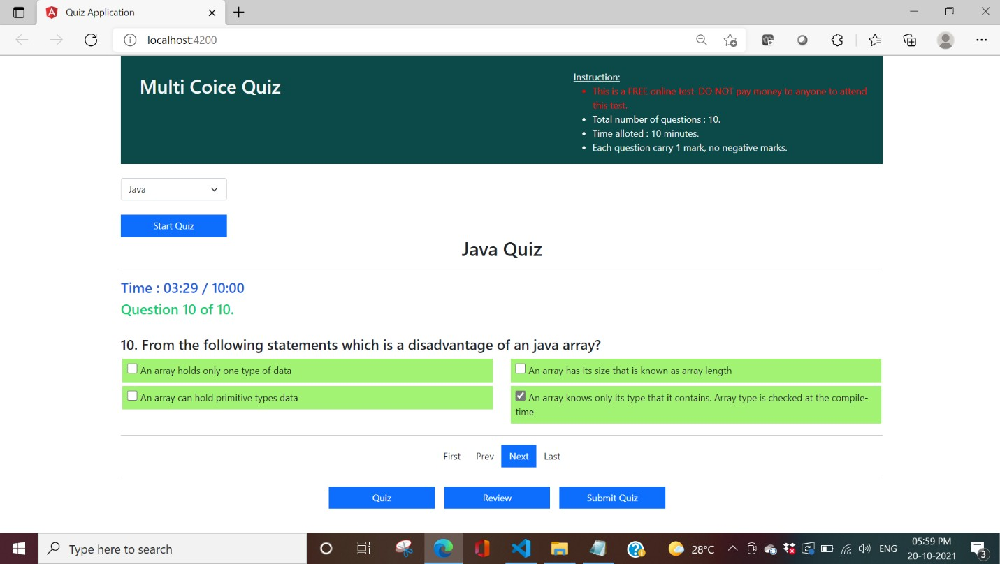 Quiz Application
localhost:4200
Multi Coice Quiz
Instruction:
This is a FREE online test. DO NOT pay money to anyone to attend
this test.
Total number of questions : 10.
Time alloted : 10 minutes.
Each question carry 1 mark, no negative marks.
Java
Start Quiz
Java Quiz
Time : 03:29 / 10:00
Question 10 of 10.
10. From the following statements which is a disadvantage of an java array?
An array holds only one type of data
An array has its size that is known as array length
An array can hold primitive types data
An array knows only its type that it contains. Array type is checked at the compile-
time
First Prev Next Last
Quiz Review Submit Quiz
Type here to search
28°C
ENG
05:59 PM
20-10-2021
3